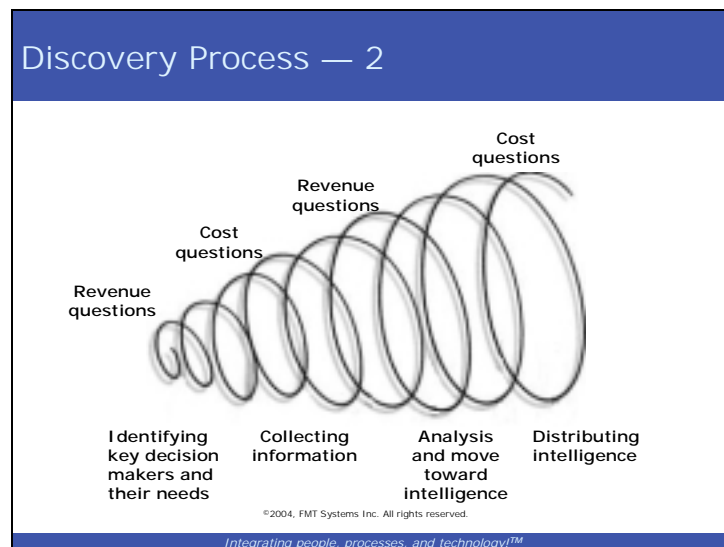 Discovery Process — 2
Cost
questions
Revenue
questions
Cost
questions
Revenue
questions
Identifying
key decision
makers and
their needs
Collecting
information
Analysis
and move
toward
intelligence
Distributing
intelligence
©2004, FMT Systems Inc. All rights reserved.
Integrating people, processes, and technology!™